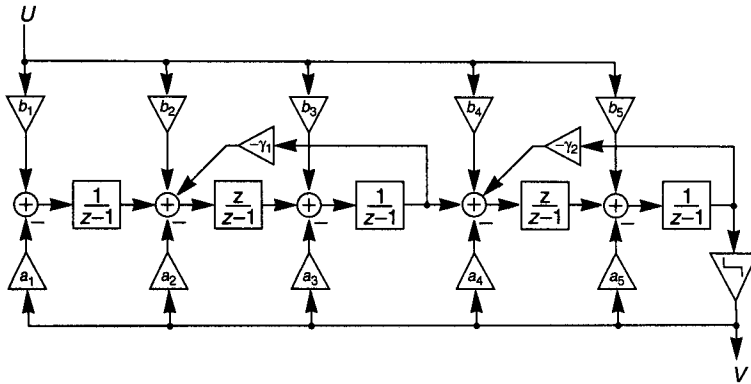 U
b₁ b₂ b₃ b₄ b₅
−γ₁ −γ₂
+ 1/z−1 + z/z−1 + 1/z−1 + z/z−1 + 1/z−1
− − − − −
a₁ a₂ a₃ a₄ a₅
V